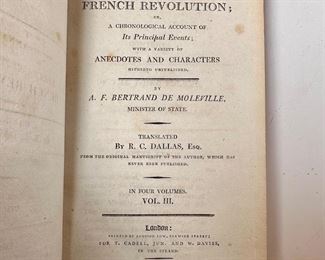 FRENCH REVOLUTION;
OR,
A CHRONOLOGICAL ACCOUNT OF
Its Principal Events;
WITH A VARIETY OF
ANECDOTES AND CHARACTERS
HITHERTO UNPUBLISHED.
BY
A. F. BERTRAND DE MOLEVILLE,
MINISTER OF STATE.
TRANSLATED
By R. C. DALLAS, Esq.
FROM THE ORIGINAL MANUSCRIPT OF THE AUTHOR, WHICH HAS
NEVER BEEN PUBLISHED.
IN FOUR VOLUMES.
VOL. III.
London:
PRINTED BY
FOR T. CADELL, JUN. AND W. DAVIES,
IN THE STRAND.